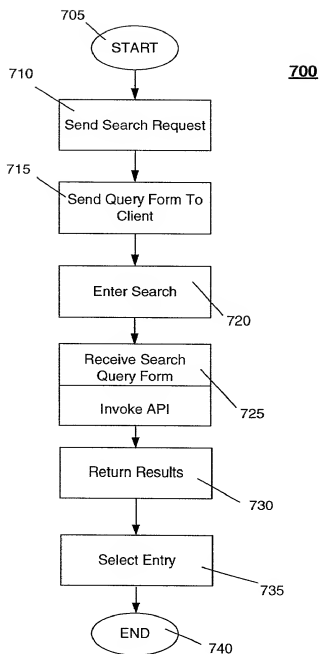 705
START
700
710
Send Search Request
715
Send Query Form To
Client
Enter Search
720
Receive Search
Query Form
Invoke API
725
Return Results
730
Select Entry
735
END
740